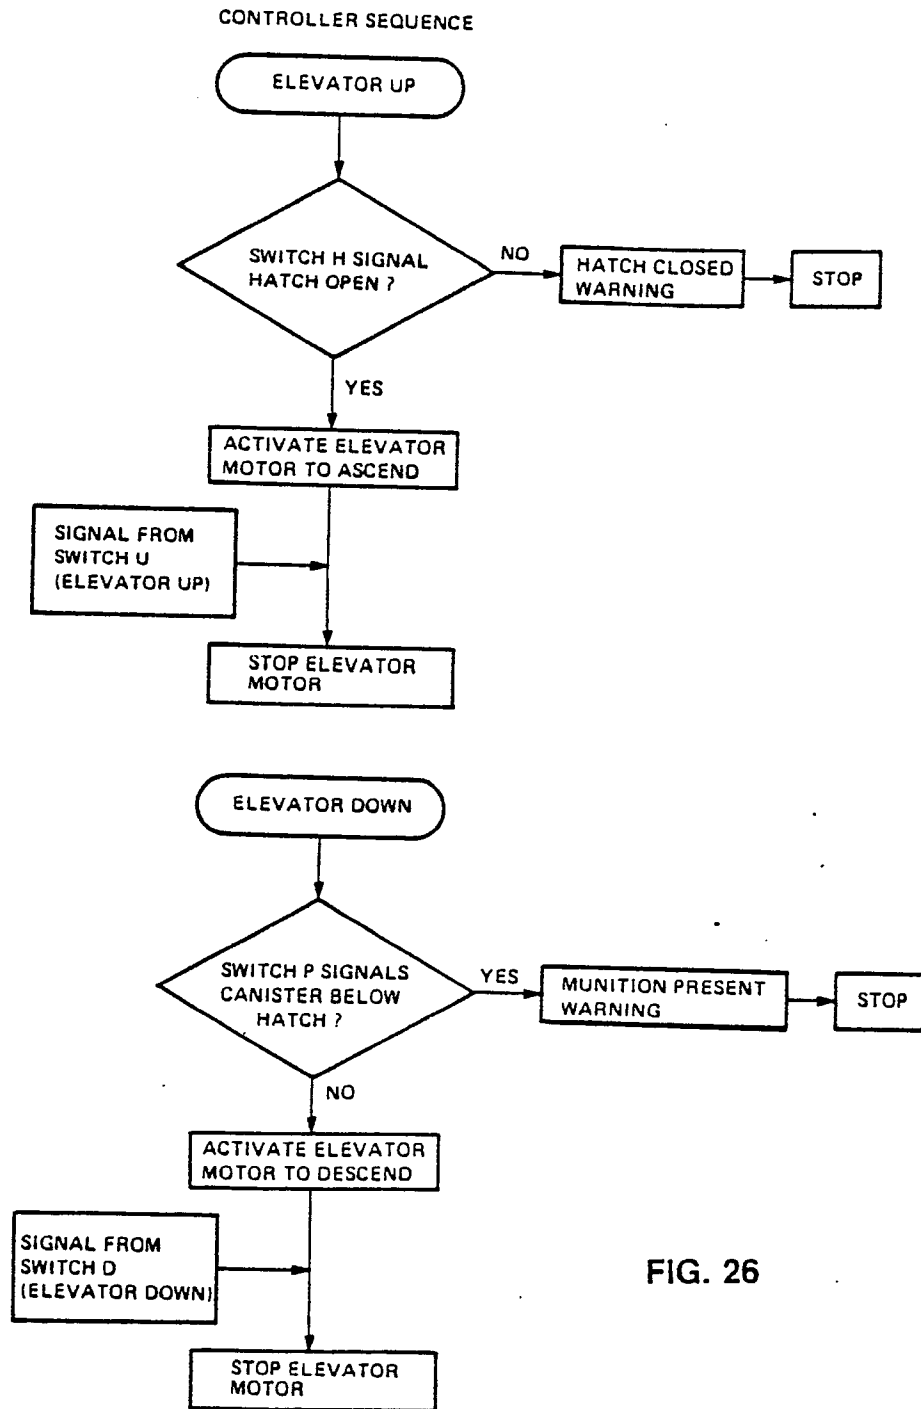 CONTROLLER SEQUENCE
ELEVATOR UP
SWITCH H SIGNAL
HATCH OPEN ?
NO
HATCH CLOSED
WARNING
STOP
YES
ACTIVATE ELEVATOR
MOTOR TO ASCEND
SIGNAL FROM
SWITCH U
(ELEVATOR UP)
STOP ELEVATOR
MOTOR
ELEVATOR DOWN
SWITCH P SIGNALS
CANISTER BELOW
HATCH ?
YES
MUNITION PRESENT
WARNING
STOP
NO
ACTIVATE ELEVATOR
MOTOR TO DESCEND
SIGNAL FROM
SWITCH D
(ELEVATOR DOWN)
STOP ELEVATOR
MOTOR
FIG. 26